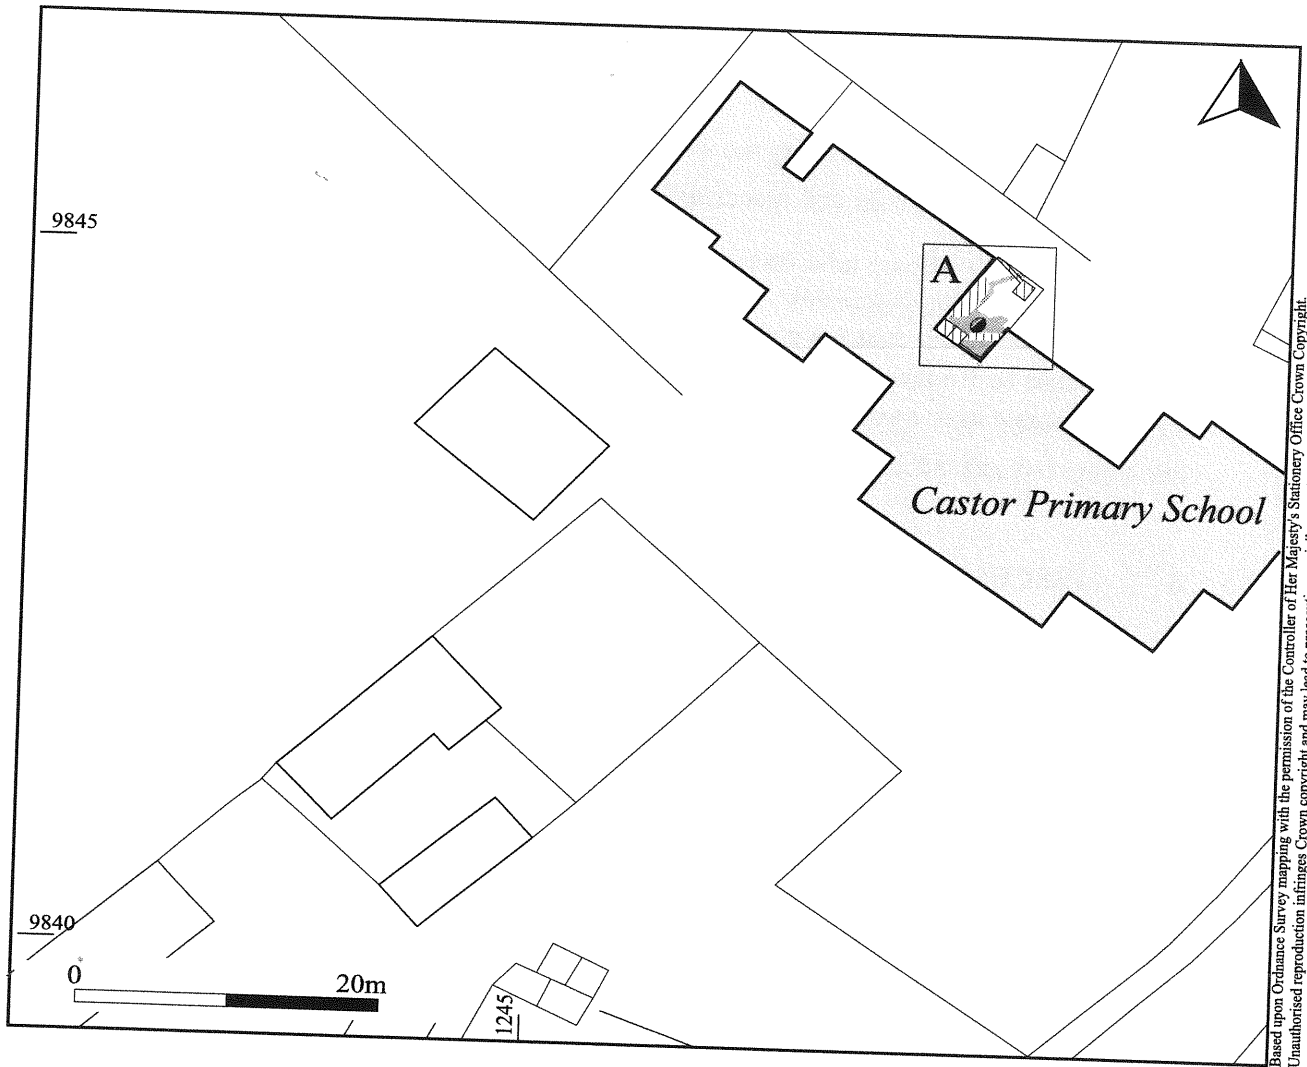 9845
A
Castor Primary School
9840
0 20m
1245
Based upon Ordnance Survey mapping with the permission of the Controller of Her Majesty's Stationery Office Crown Copyright.
Unauthorised reproduction infringes Crown copyright and may lead to